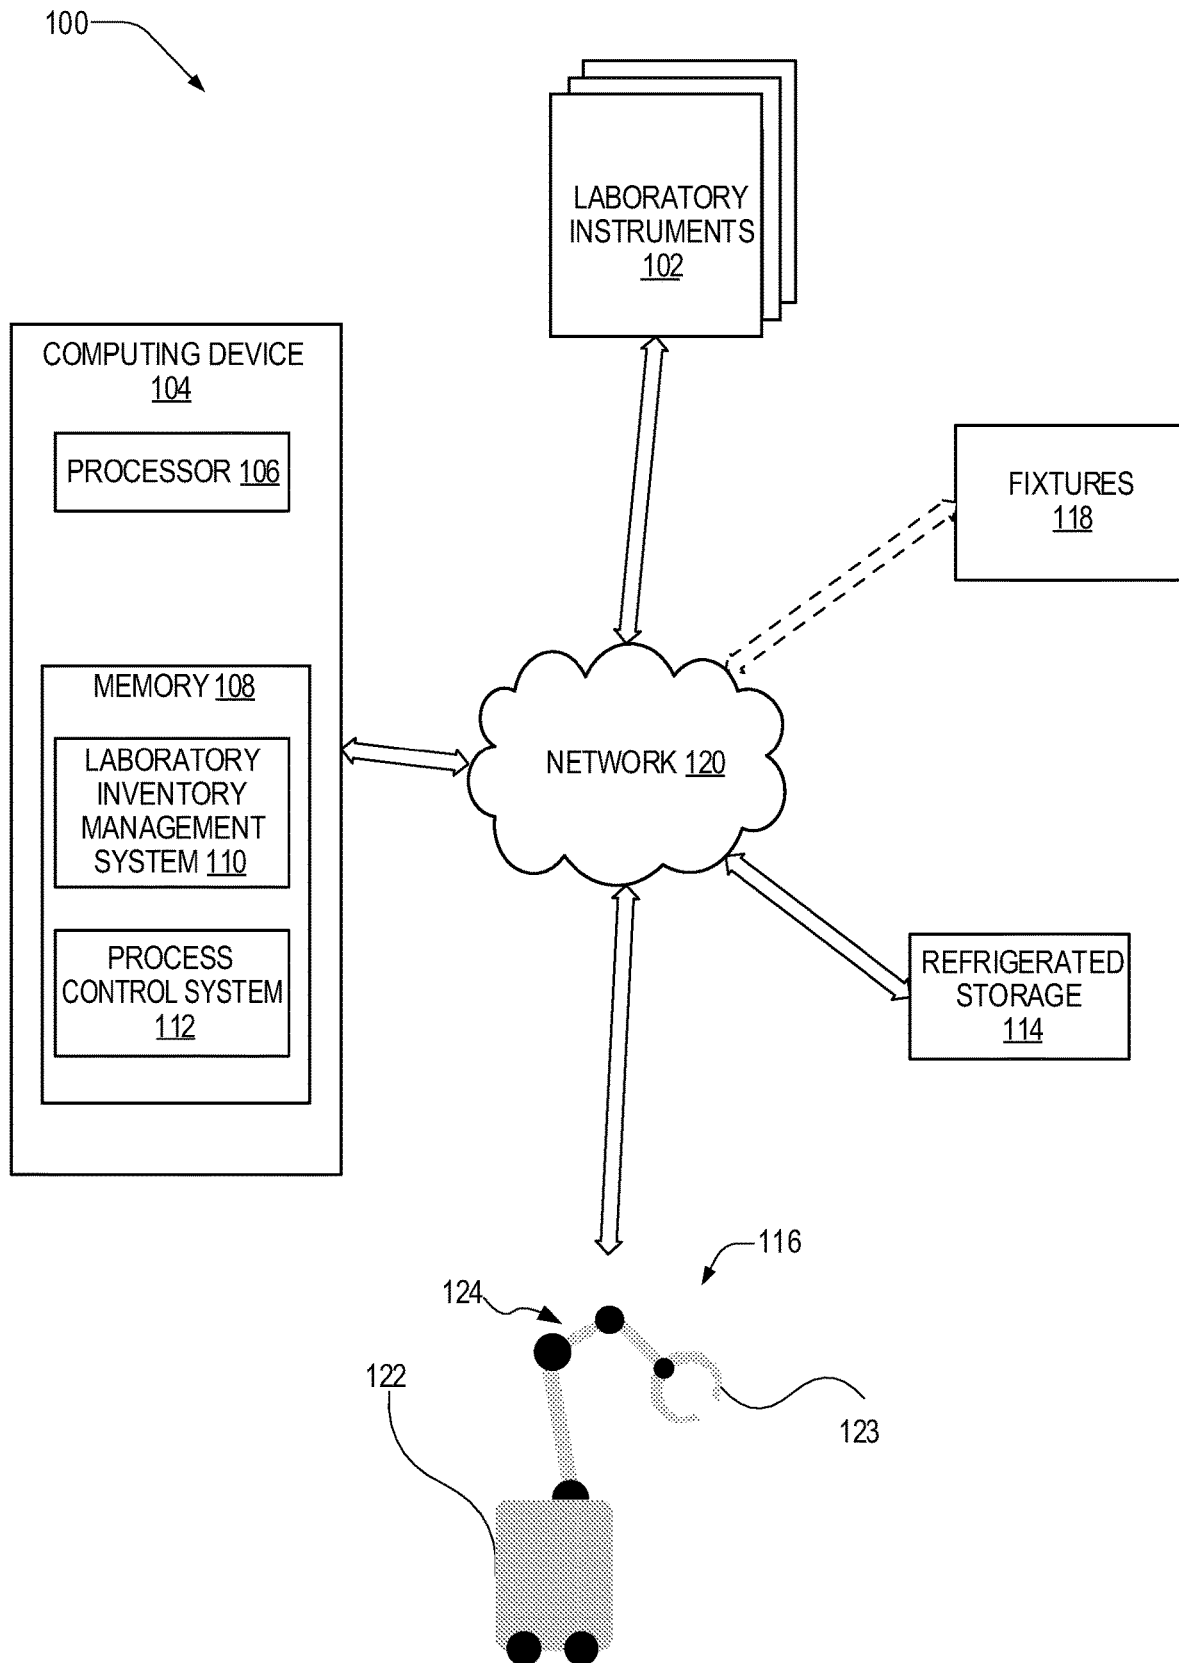 100
LABORATORY
INSTRUMENTS
102
COMPUTING DEVICE
104
PROCESSOR 106
FIXTURES
118
MEMORY 108
LABORATORY
INVENTORY
MANAGEMENT
SYSTEM 110
NETWORK 120
PROCESS
CONTROL SYSTEM
112
REFRIGERATED
STORAGE
114
116
124
122
123